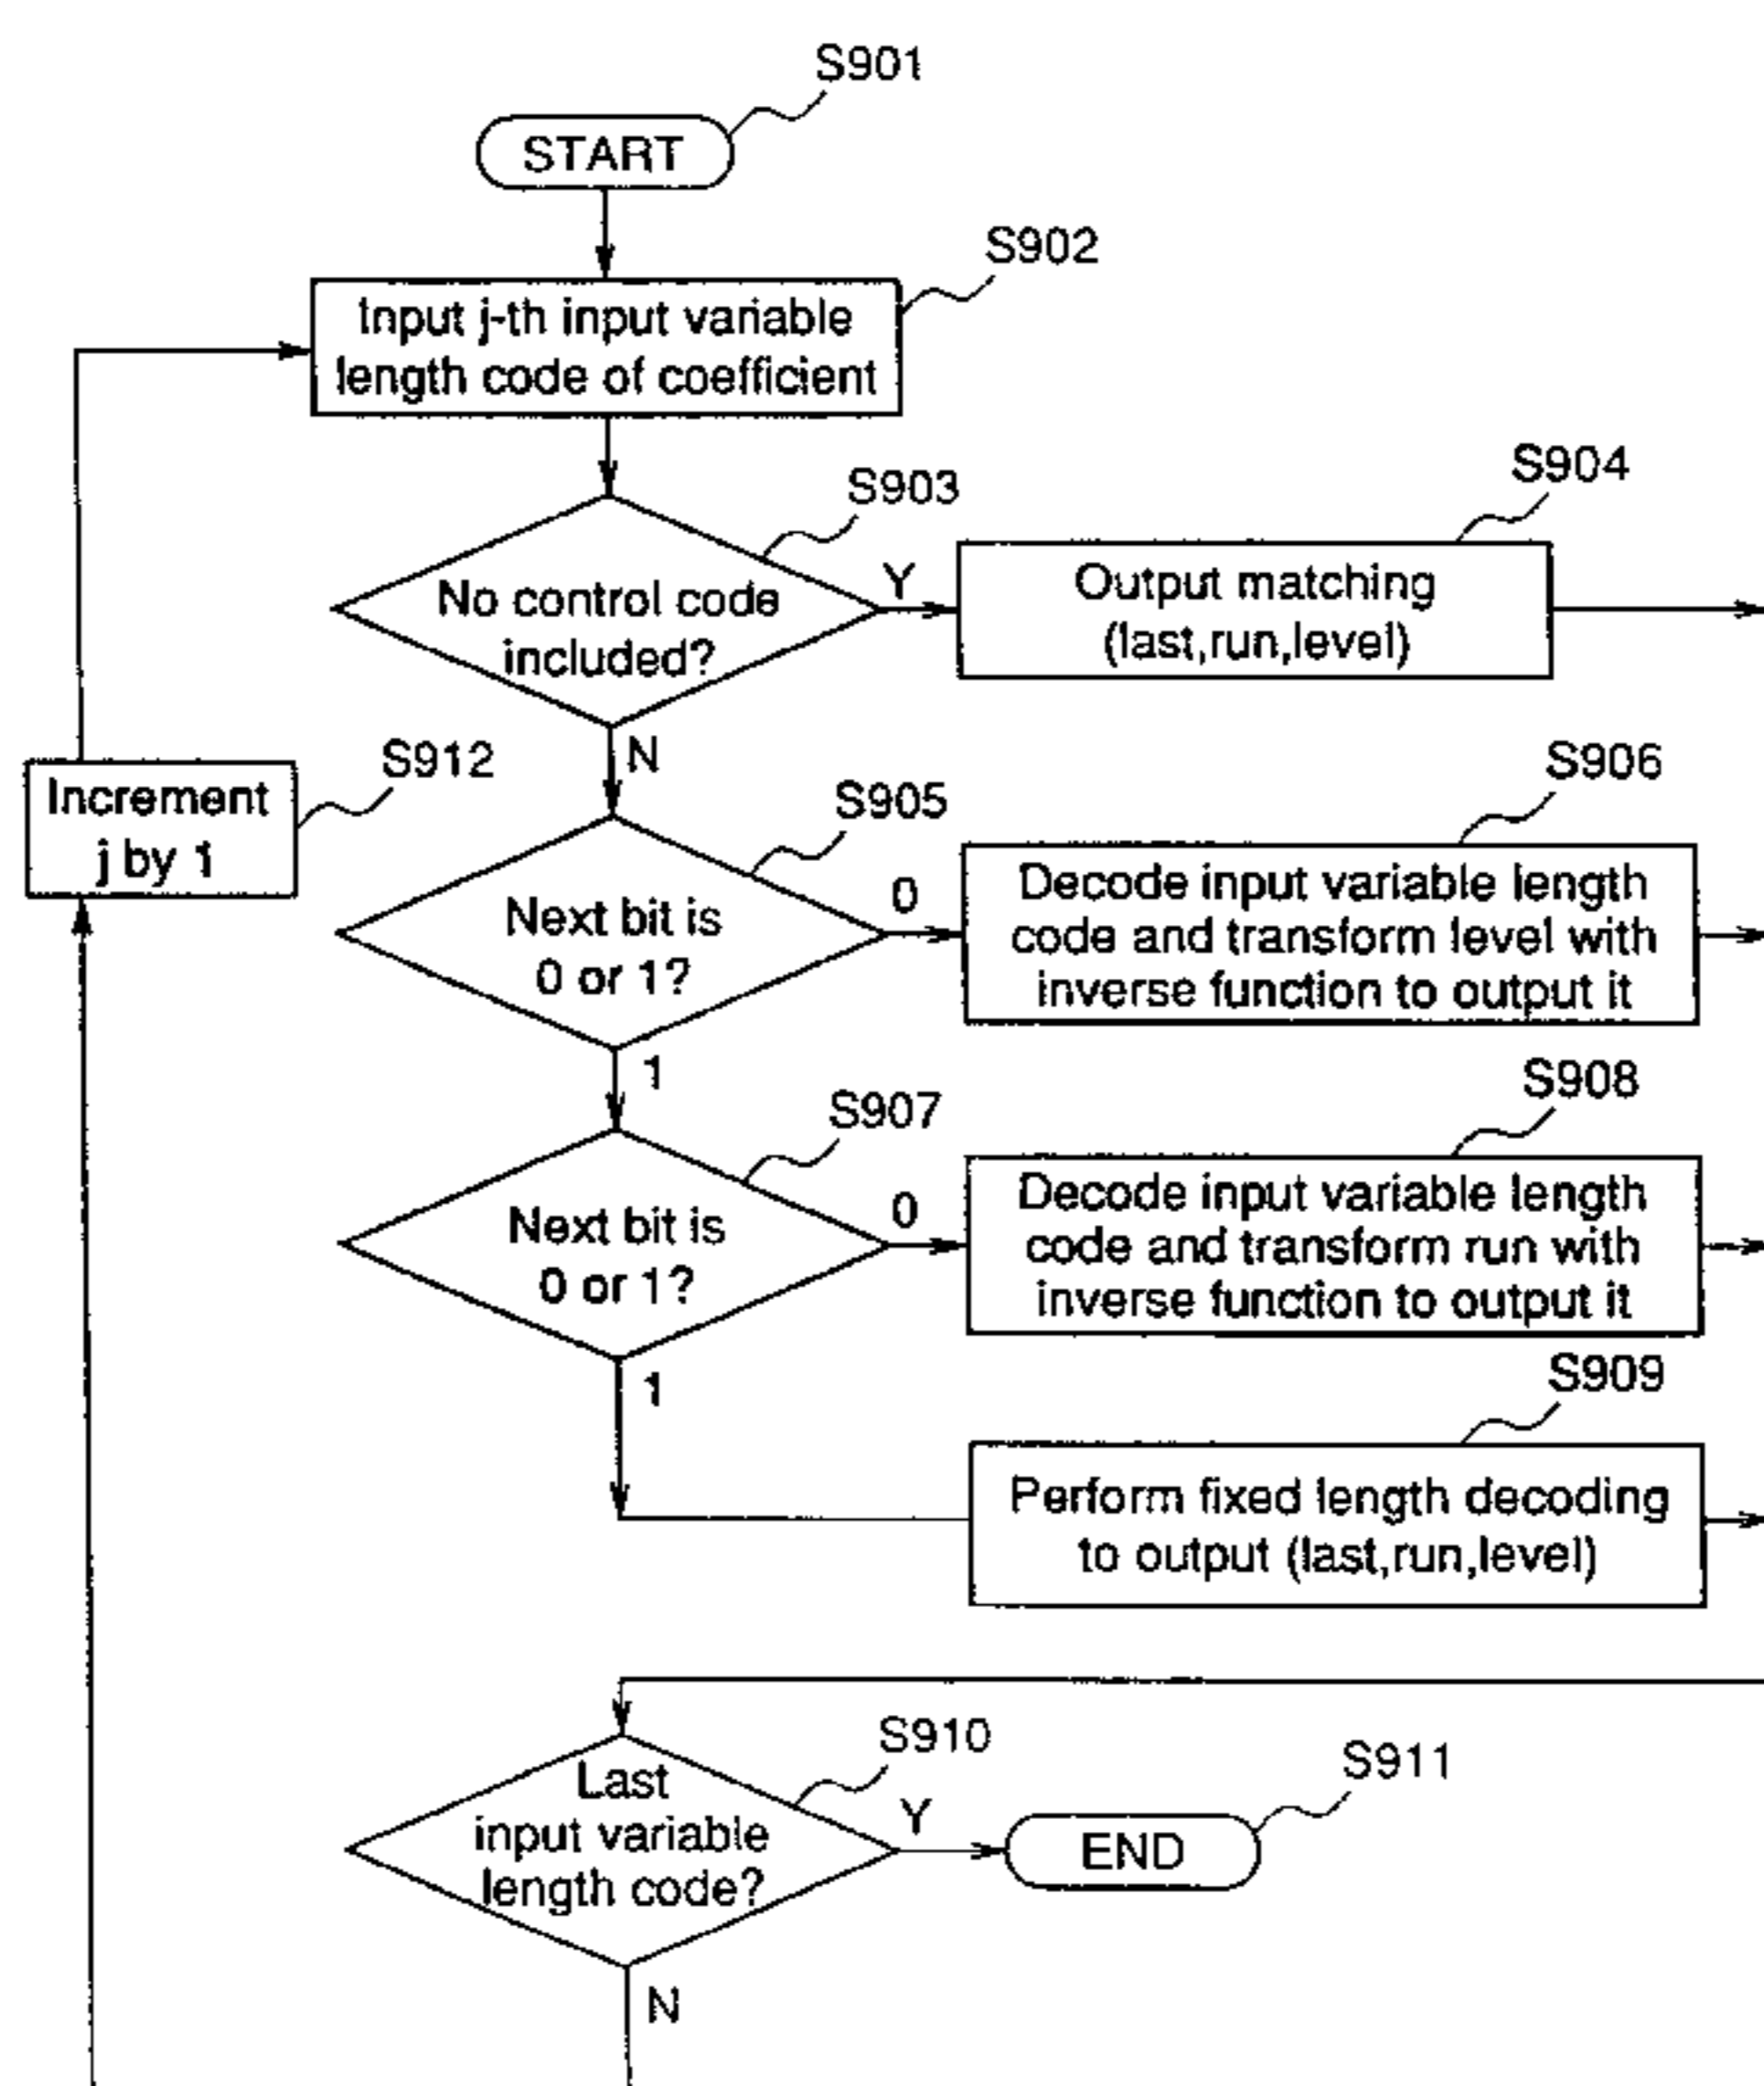 S901
START
S902
Input j-th input variable
length code of coefficient
S903
No control code
included?
Y
S904
Output matching
(last,run,level)
N
S912
Increment
j by 1
S905
Next bit is
0 or 1?
0
S906
Decode input variable length
code and transform level with
inverse function to output it
1
S907
Next bit is
0 or 1?
0
S908
Decode input variable length
code and transform run with
inverse function to output it
1
S909
Perform fixed length decoding
to output (last,run,level)
S910
Last
input variable
length code?
Y
S911
END
N